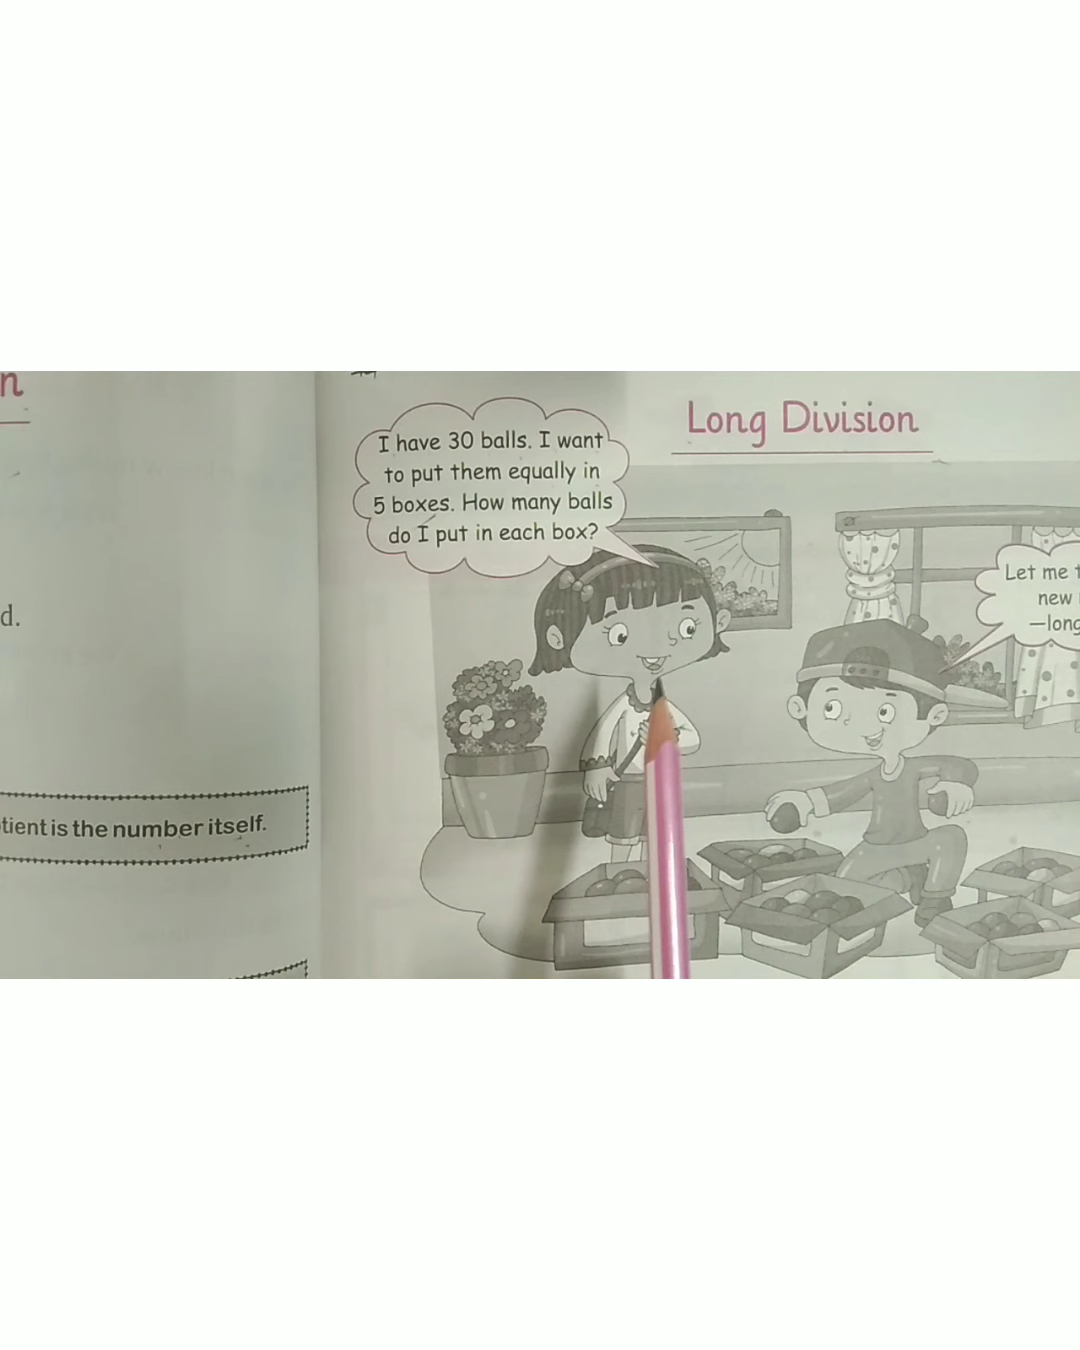 n
d.
tient is the number itself.
Long Division
I have 30 balls. I want
to put them equally in
5 boxes. How many balls
do I put in each box?
Let me
new
—long